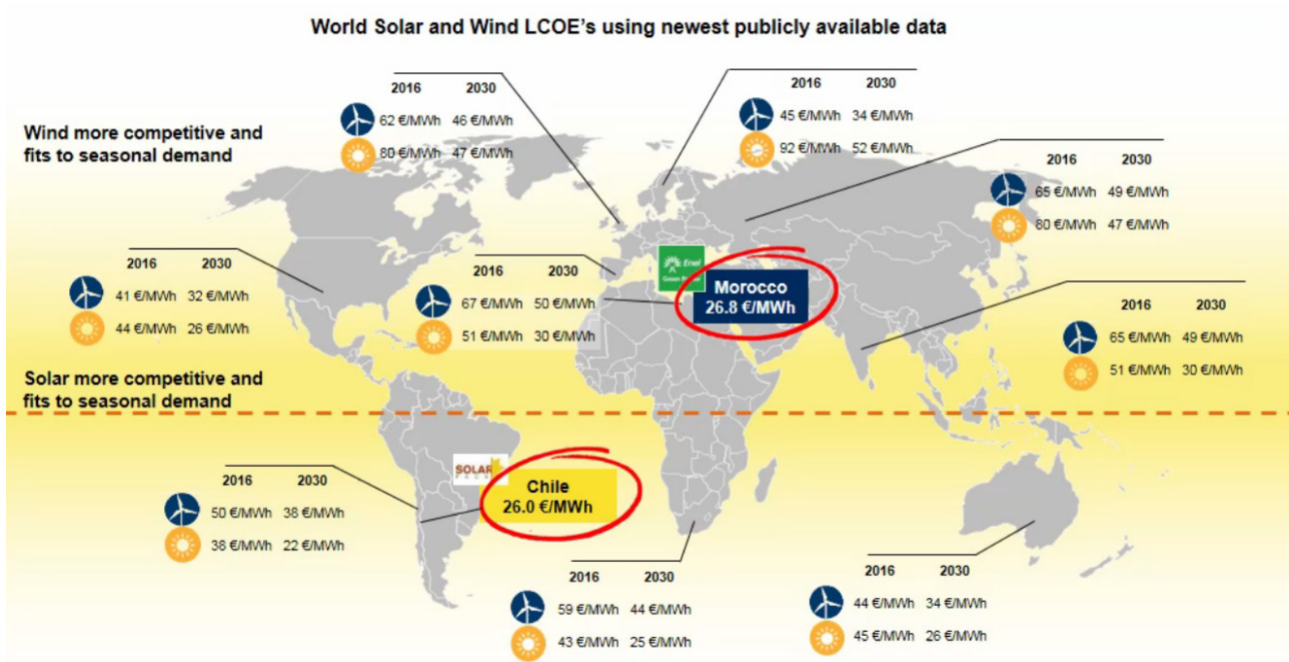 World Solar and Wind LCOE's using newest publicly available data
2016 2030
62 €/MWh 46 €/MWh
80 €/MWh 47 €/MWh
2016 2030
45 €/MWh 34 €/MWh
92 €/MWh 52 €/MWh
Wind more competitive and
fits to seasonal demand
2016 2030
65 €/MWh 49 €/MWh
80 €/MWh 47 €/MWh
2016 2030
41 €/MWh 32 €/MWh
44 €/MWh 26 €/MWh
2016 2030
67 €/MWh 50 €/MWh
51 €/MWh 30 €/MWh
Enel
Green
Morocco
26.8 €/MWh
2016 2030
65 €/MWh 49 €/MWh
51 €/MWh 30 €/MWh
Solar more competitive and
fits to seasonal demand
SOLAR
Chile
26.0 €/MWh
2016 2030
50 €/MWh 38 €/MWh
38 €/MWh 22 €/MWh
2016 2030
59 €/MWh 44 €/MWh
43 €/MWh 25 €/MWh
2016 2030
44 €/MWh 34 €/MWh
45 €/MWh 26 €/MWh